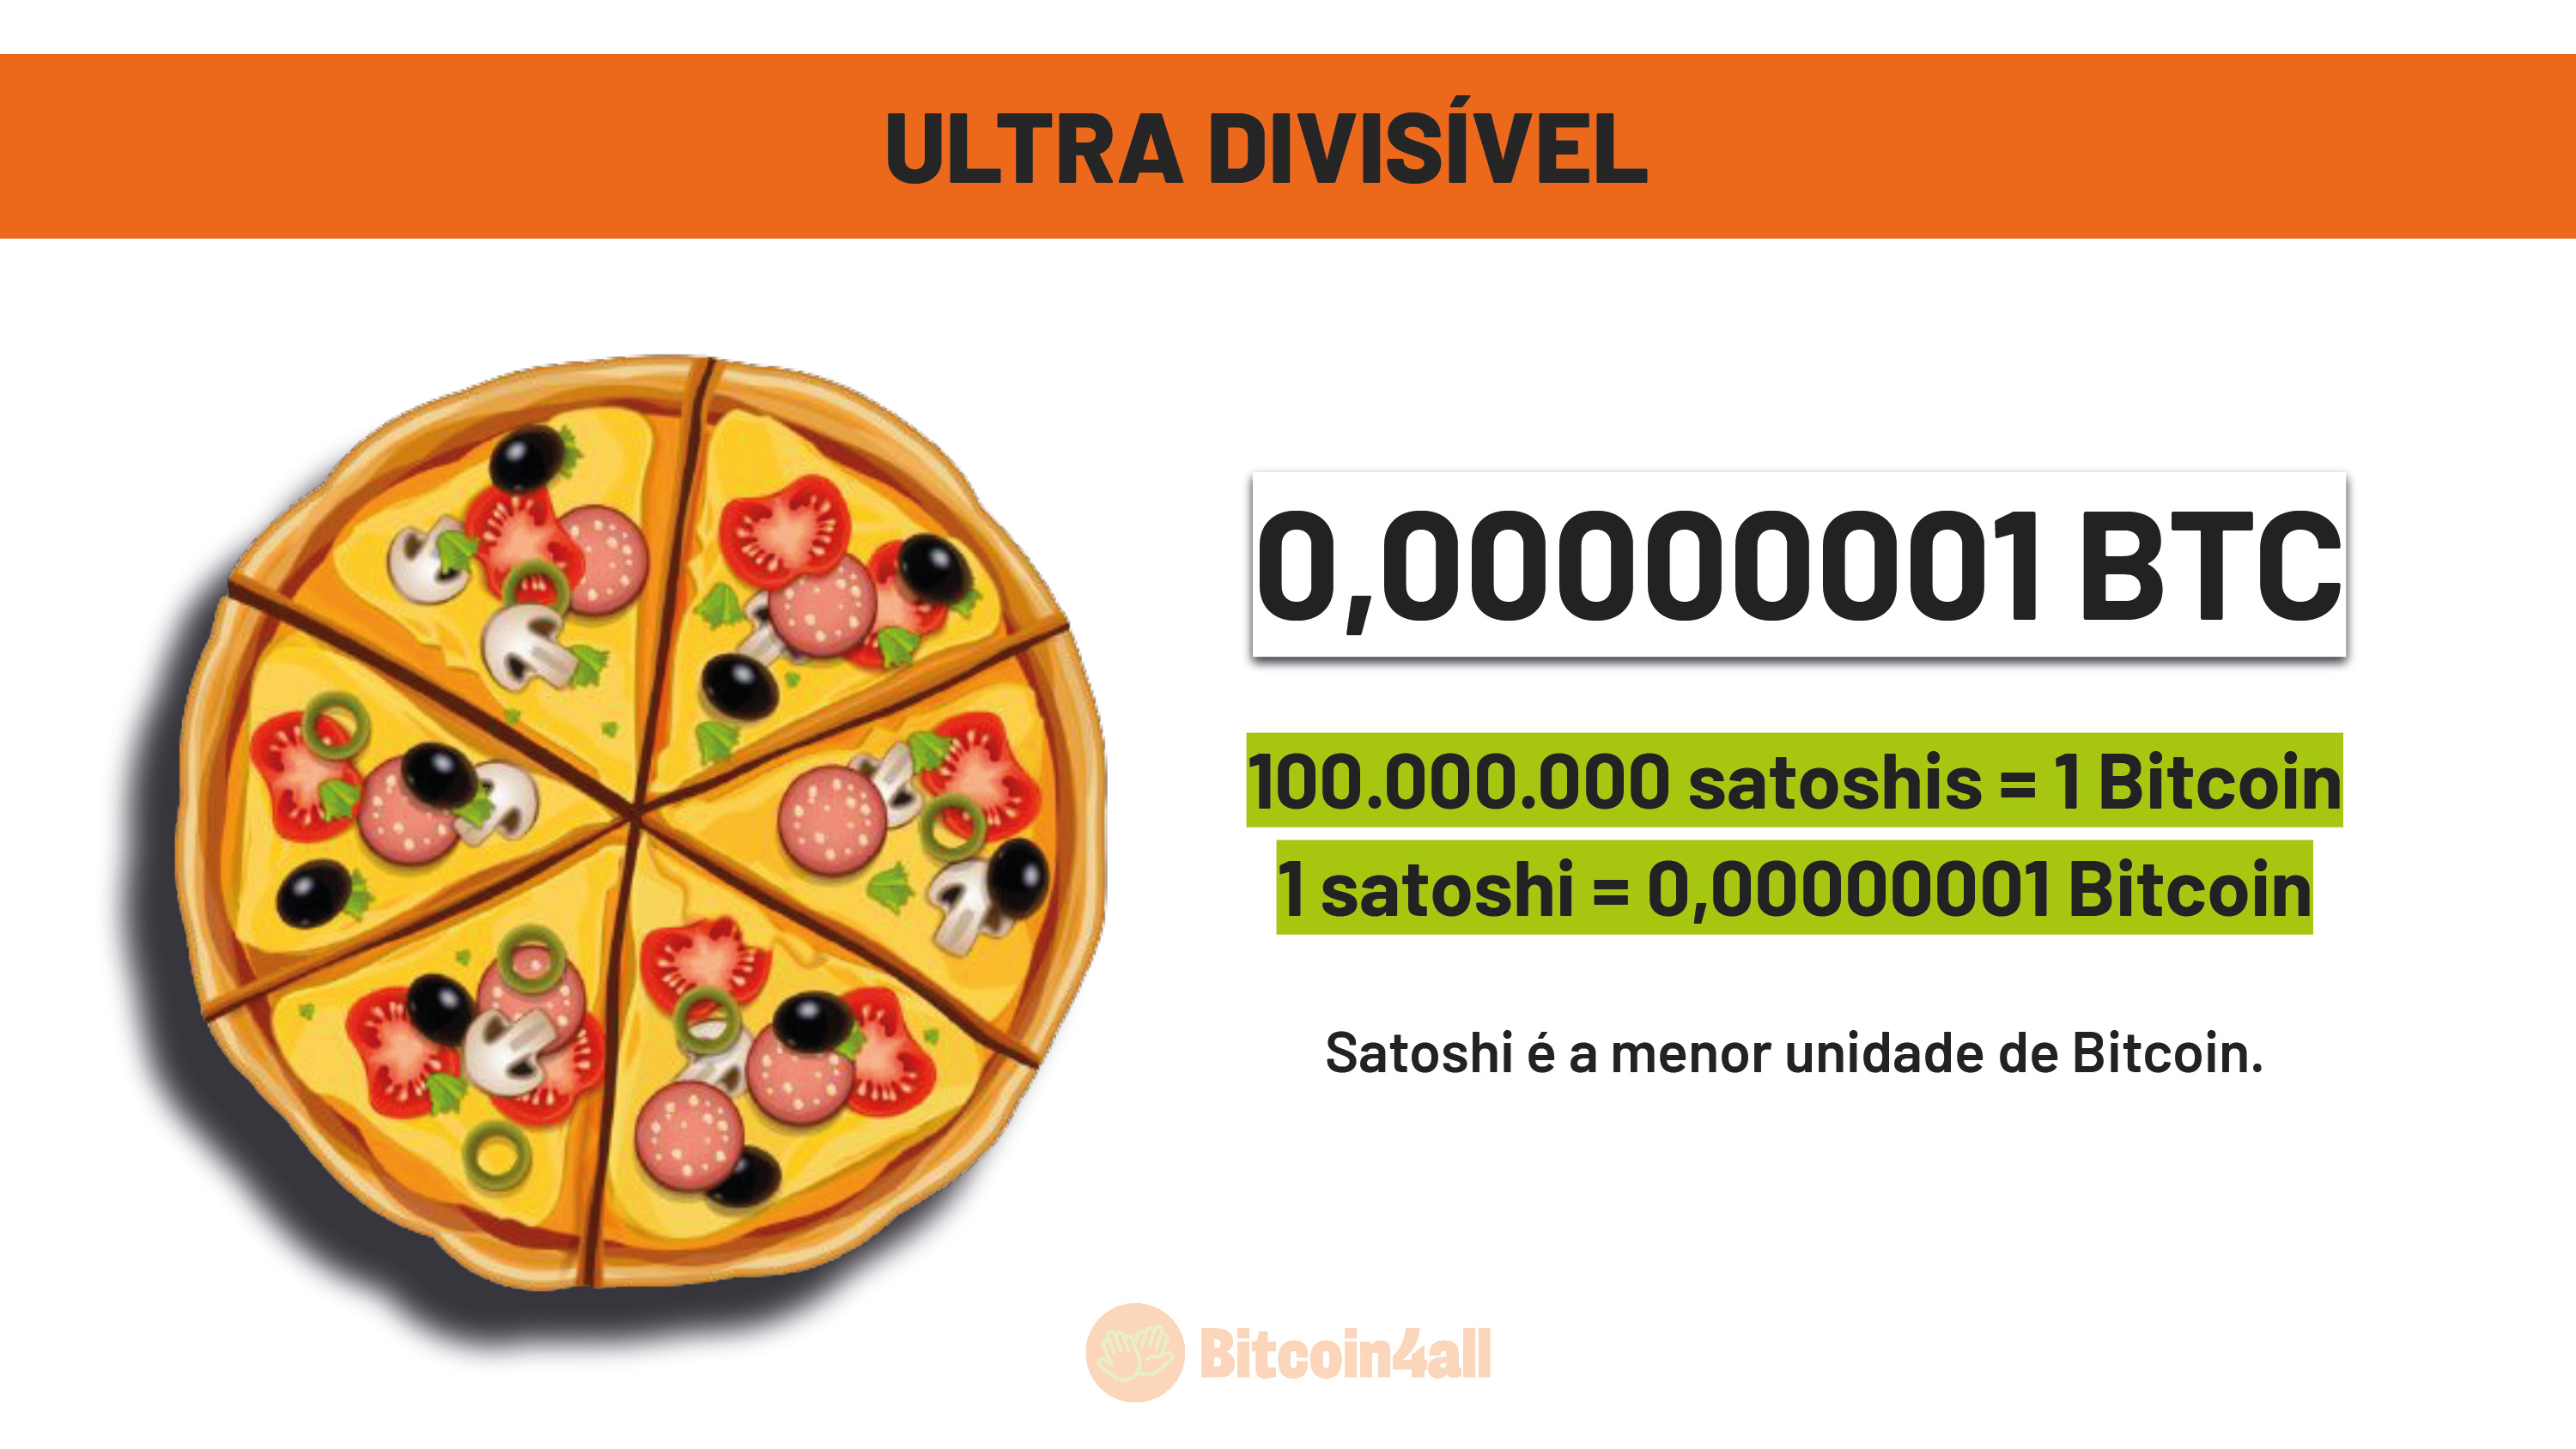 ULTRA DIVISÍVEL
0,00000001 BTC
100.000.000 satoshis = 1 Bitcoin
1 satoshi = 0,00000001 Bitcoin
Satoshi é a menor unidade de Bitcoin.
Bitcoin4all